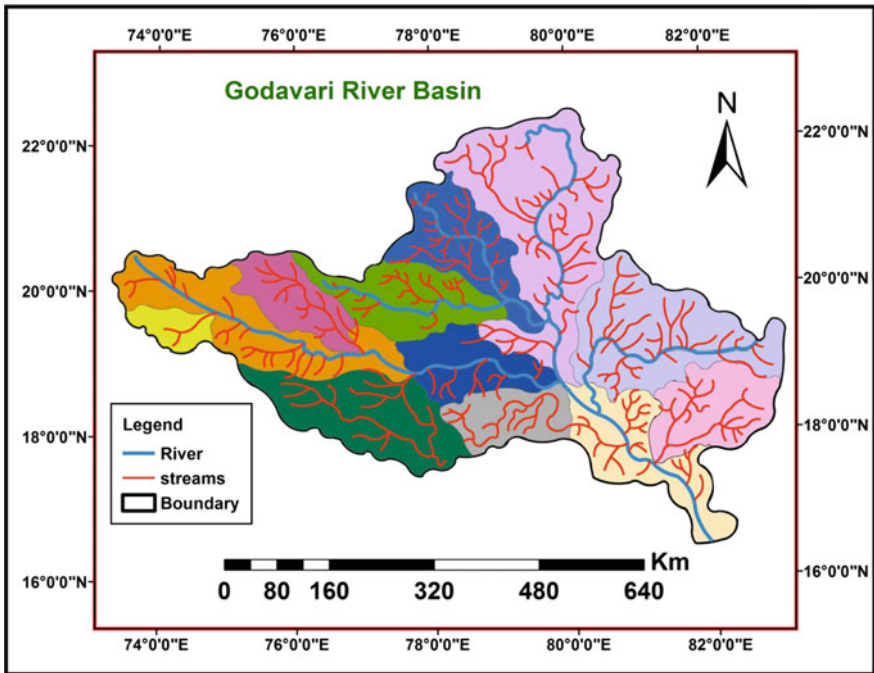 74°0'0"E 76°0'0"E 78°0'0"E 80°0'0"E 82°0'0"E
Godavari River Basin
N
22°0'0"N 22°0'0"N
20°0'0"N 20°0'0"N
18°0'0"N 18°0'0"N
Legend
River
streams
Boundary
Km
16°0'0"N 16°0'0"N
0 80 160 320 480 640
74°0'0"E 76°0'0"E 78°0'0"E 80°0'0"E 82°0'0"E